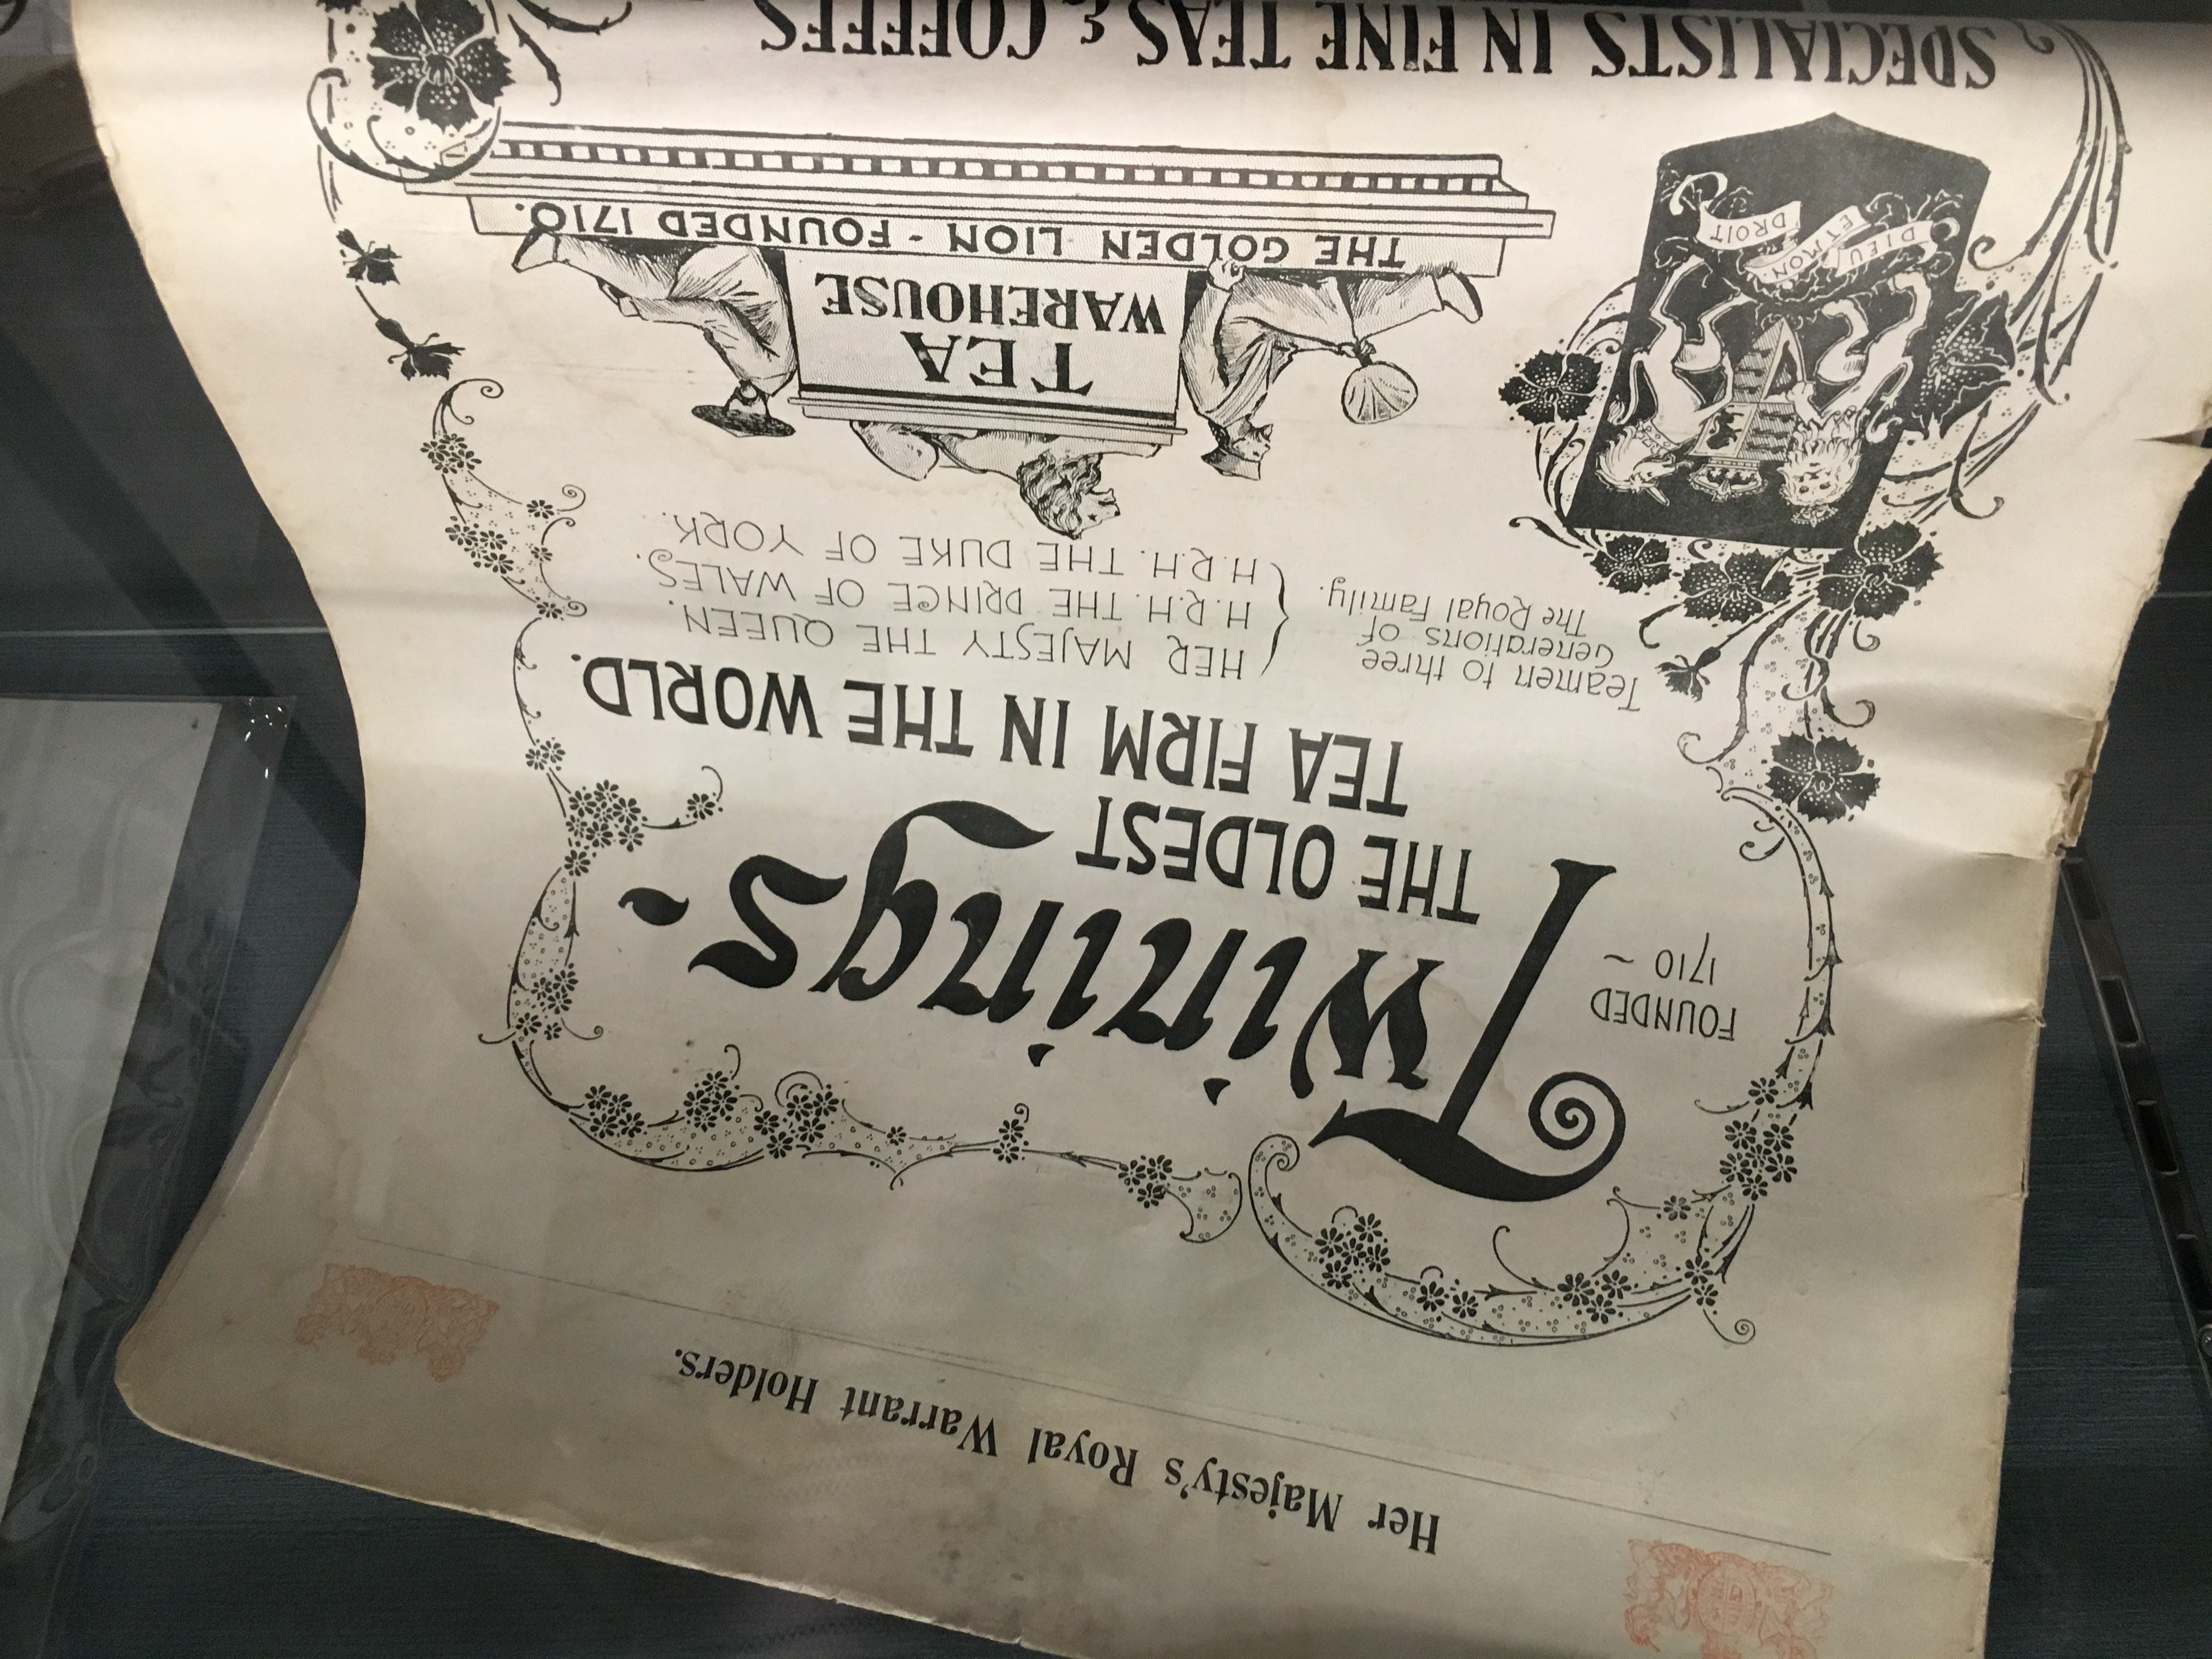 Her Majesty's Royal Warrant Holders.
FOUNDED
1710 ~
Twinings-
THE OLDEST
TEA FIRM IN THE WORLD.
Teamen to three
Generations of
The Royal Family.
HER MAJESTY THE QUEEN.
H.R.H. THE PRINCE OF WALES.
H.R.H. THE DUKE OF YORK.
DIEU
ET MON
DROIT
TEA
WAREHOUSE
THE GOLDEN LION - FOUNDED 1710.
SPECIALISTS IN FINE TEAS & COFFEES